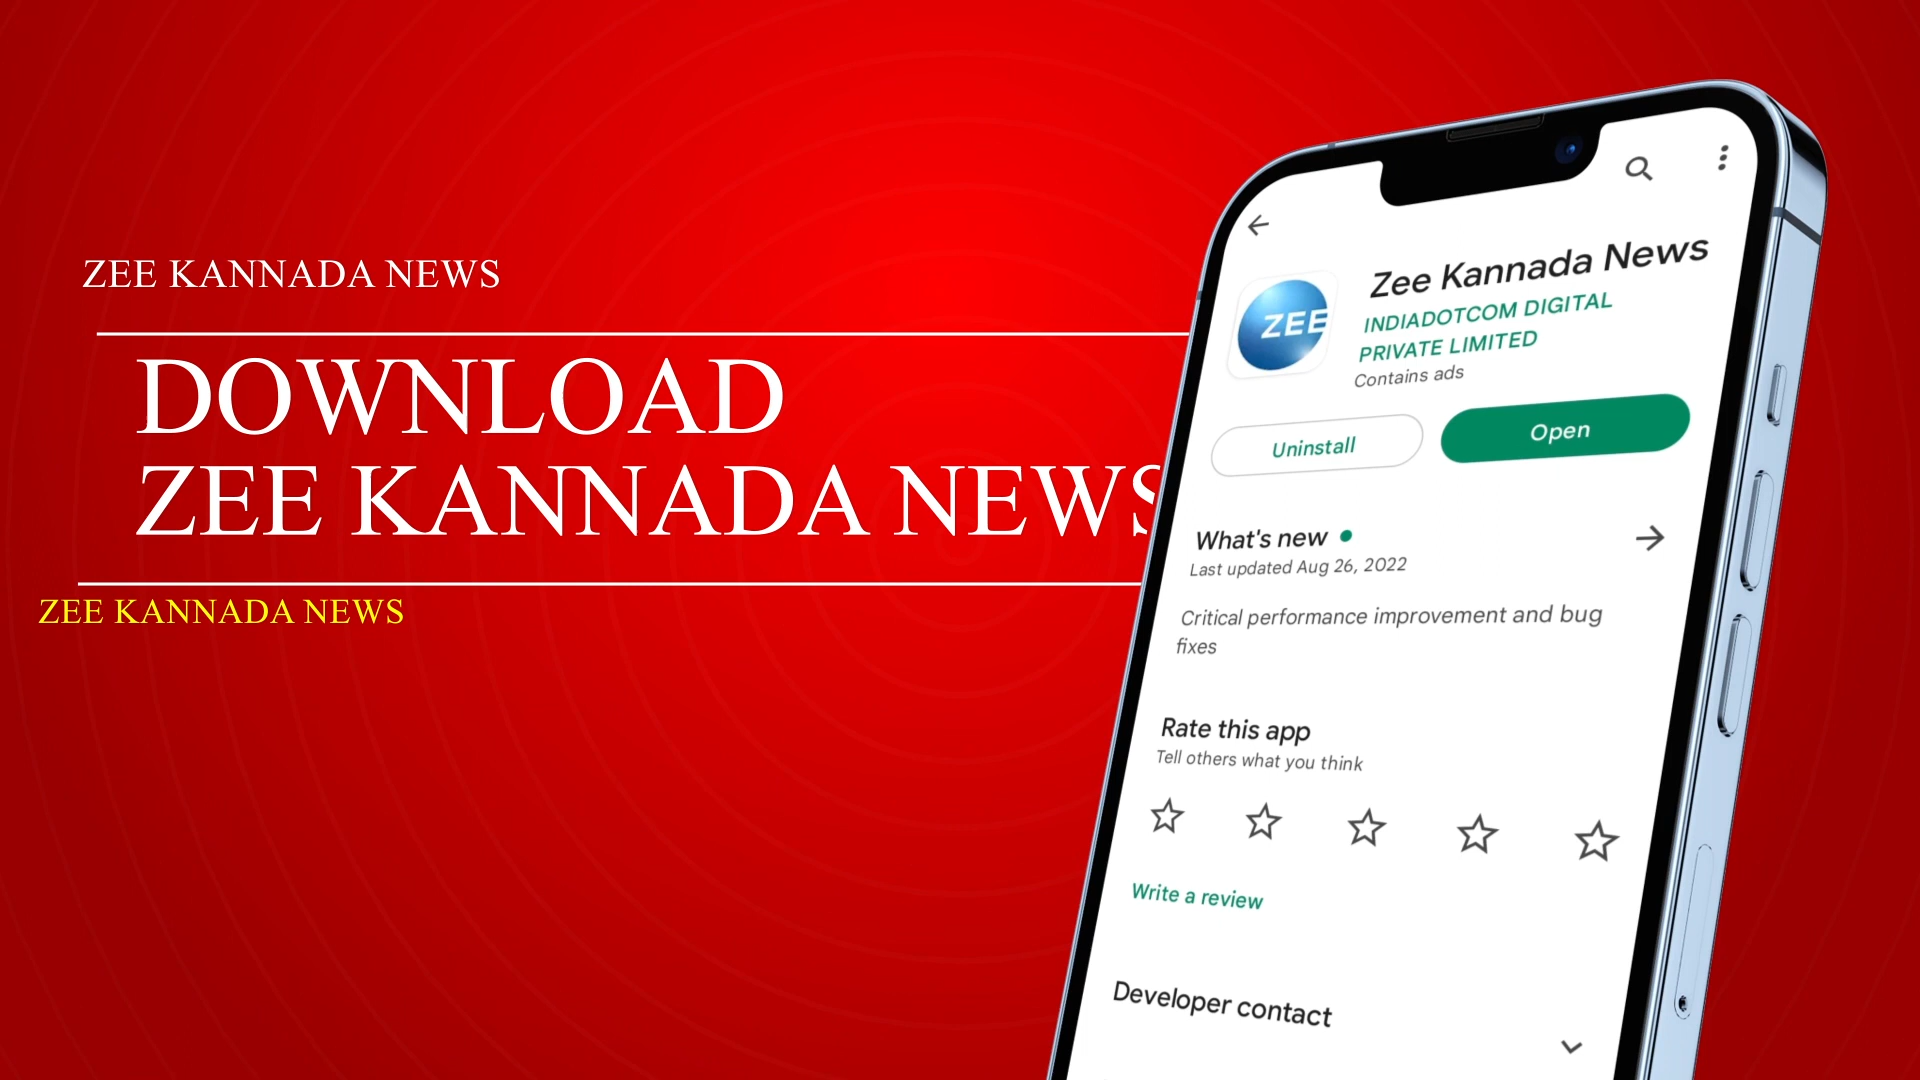 ZEE KANNADA NEWS
DOWNLOAD
ZEE KANNADA NEWS
ZEE KANNADA NEWS
ZEE
Zee Kannada News
INDIADOTCOM DIGITAL
PRIVATE LIMITED
Contains ads
Uninstall
Open
What's new
Last updated Aug 26, 2022
Critical performance improvement and bug
fixes
Rate this app
Tell others what you think
Write a review
Developer contact